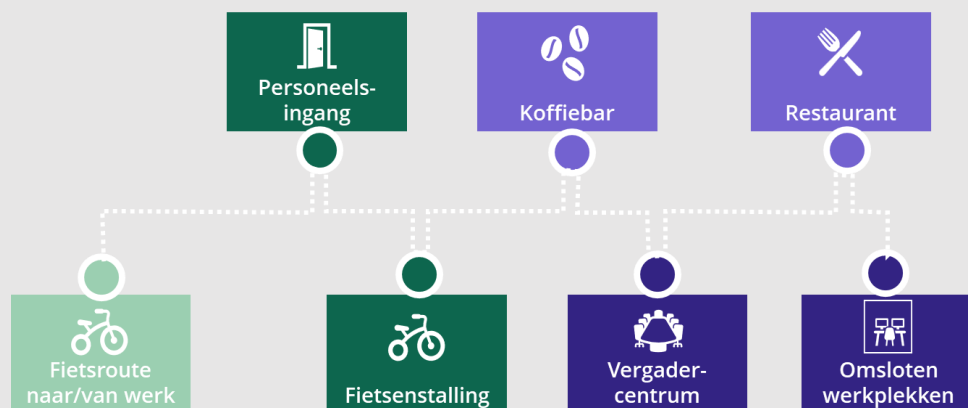 Personeels-
ingang
Koffiebar
Restaurant
Fietsroute
naar/van werk
Fietsenstalling
Vergader-
centrum
Omsloten
werkplekken